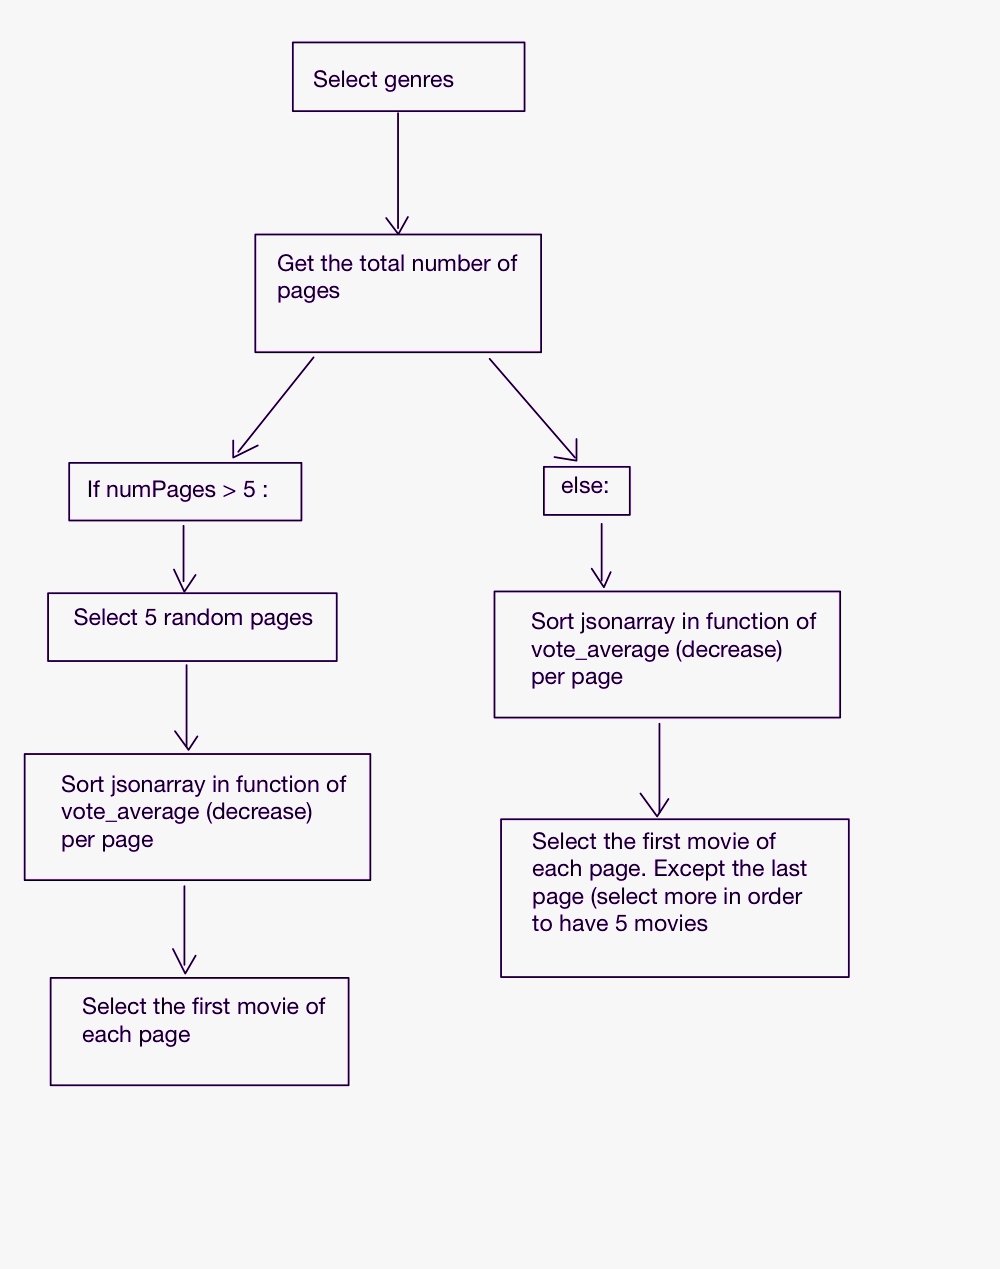 Select genres
Get the total number of
pages
If numPages > 5 :
else:
Select 5 random pages
Sort jsonarray in function of
vote_average (decrease)
per page
Sort jsonarray in function of
vote_average (decrease)
per page
Select the first movie of
each page. Except the last
page (select more in order
to have 5 movies
Select the first movie of
each page